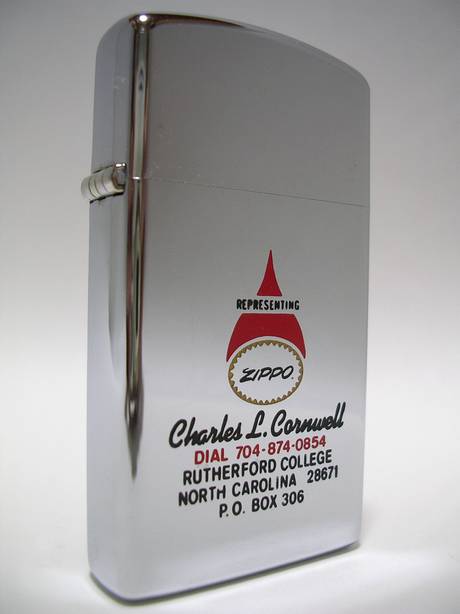 REPRESENTING
ZIPPO
Charles L. Cornwell
DIAL 704-874-0854
RUTHERFORD COLLEGE
NORTH CAROLINA 28671
P.O. BOX 306